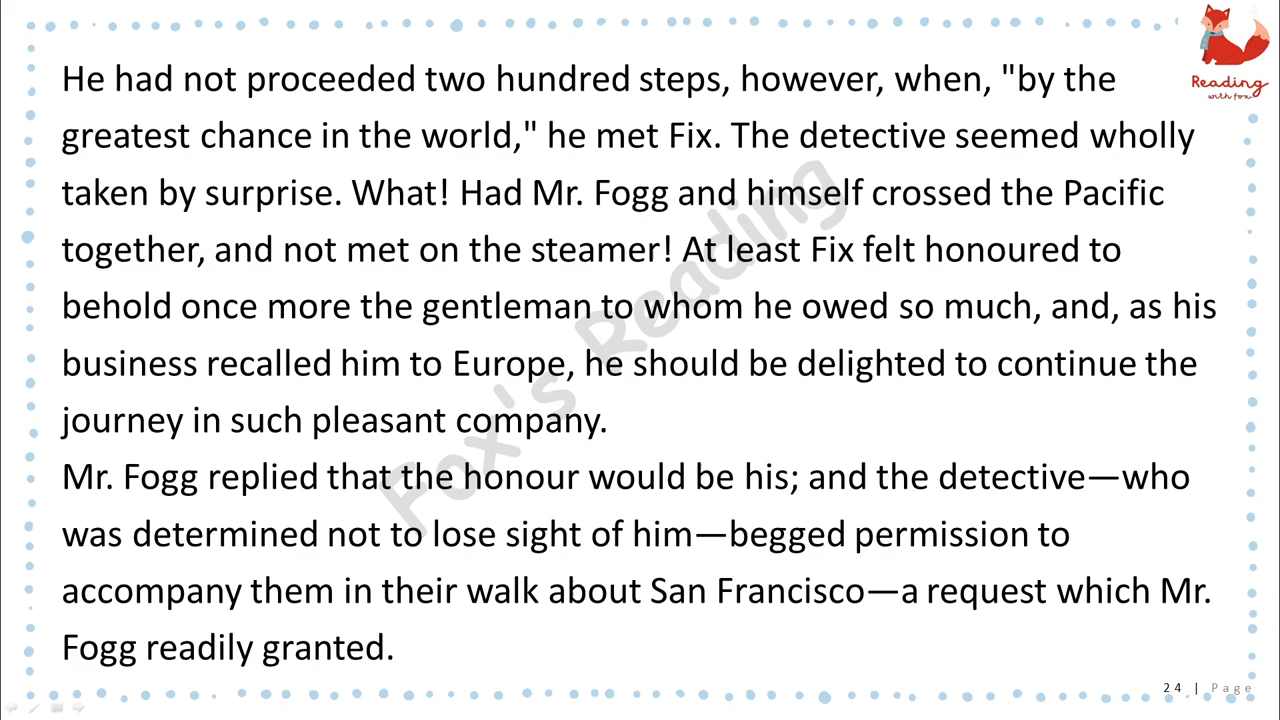 Reading
with fox
He had not proceeded two hundred steps, however, when, "by the
greatest chance in the world," he met Fix. The detective seemed wholly
taken by surprise. What! Had Mr. Fogg and himself crossed the Pacific
together, and not met on the steamer! At least Fix felt honoured to
behold once more the gentleman to whom he owed so much, and, as his
business recalled him to Europe, he should be delighted to continue the
journey in such pleasant company.
Mr. Fogg replied that the honour would be his; and the detective—who
was determined not to lose sight of him—begged permission to
accompany them in their walk about San Francisco—a request which Mr.
Fogg readily granted.
Fox's Reading
24 | Page